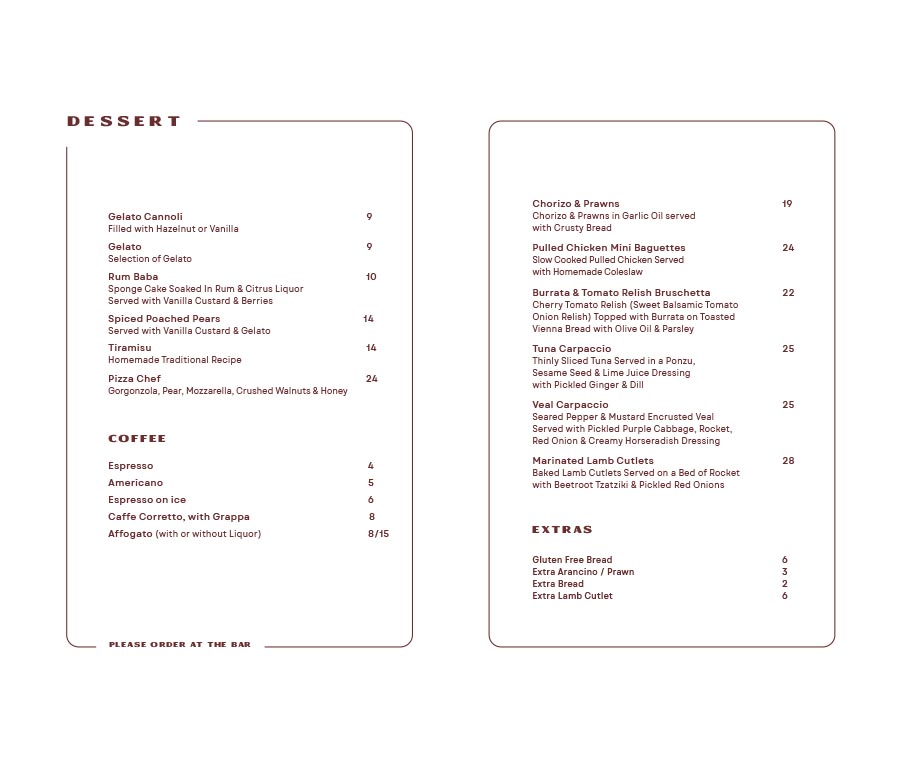 DESSERT
Gelato Cannoli 9
Filled with Hazelnut or Vanilla
Gelato 9
Selection of Gelato
Rum Baba 10
Sponge Cake Soaked In Rum & Citrus Liquor
Served with Vanilla Custard & Berries
Spiced Poached Pears 14
Served with Vanilla Custard & Gelato
Tiramisu 14
Homemade Traditional Recipe
Pizza Chef 24
Gorgonzola, Pear, Mozzarella, Crushed Walnuts & Honey
COFFEE
Espresso 4
Americano 5
Espresso on ice 6
Caffe Corretto, with Grappa 8
Affogato (with or without Liquor) 8/15
PLEASE ORDER AT THE BAR
Chorizo & Prawns 19
Chorizo & Prawns in Garlic Oil served
with Crusty Bread
Pulled Chicken Mini Baguettes 24
Slow Cooked Pulled Chicken Served
with Homemade Coleslaw
Burrata & Tomato Relish Bruschetta 22
Cherry Tomato Relish (Sweet Balsamic Tomato
Onion Relish) Topped with Burrata on Toasted
Vienna Bread with Olive Oil & Parsley
Tuna Carpaccio 25
Thinly Sliced Tuna Served in a Ponzu,
Sesame Seed & Lime Juice Dressing
with Pickled Ginger & Dill
Veal Carpaccio 25
Seared Pepper & Mustard Encrusted Veal
Served with Pickled Purple Cabbage, Rocket,
Red Onion & Creamy Horseradish Dressing
Marinated Lamb Cutlets 28
Baked Lamb Cutlets Served on a Bed of Rocket
with Beetroot Tzatziki & Pickled Red Onions
EXTRAS
Gluten Free Bread 6
Extra Arancino / Prawn 3
Extra Bread 2
Extra Lamb Cutlet 6